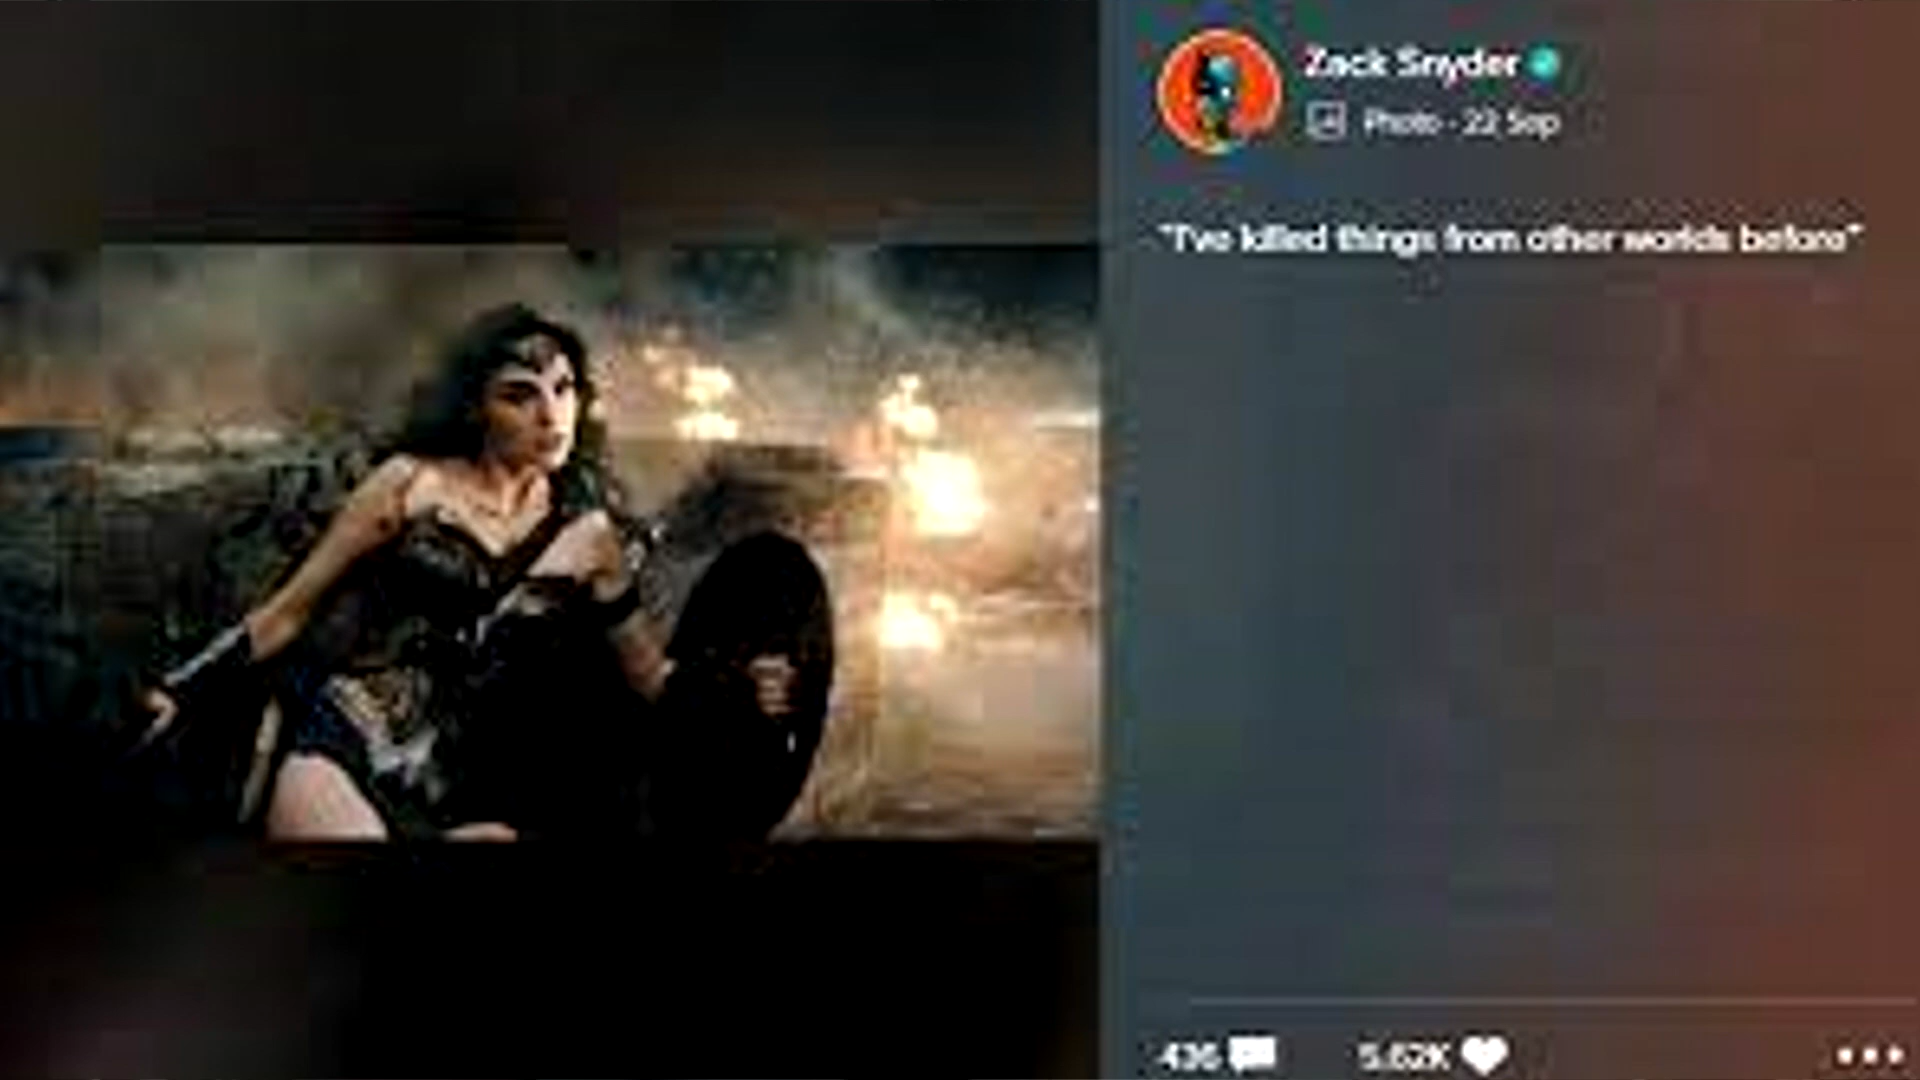 Zack Snyder
Photo · 22 Sep
"I've killed things from other worlds before"
436
5.62K